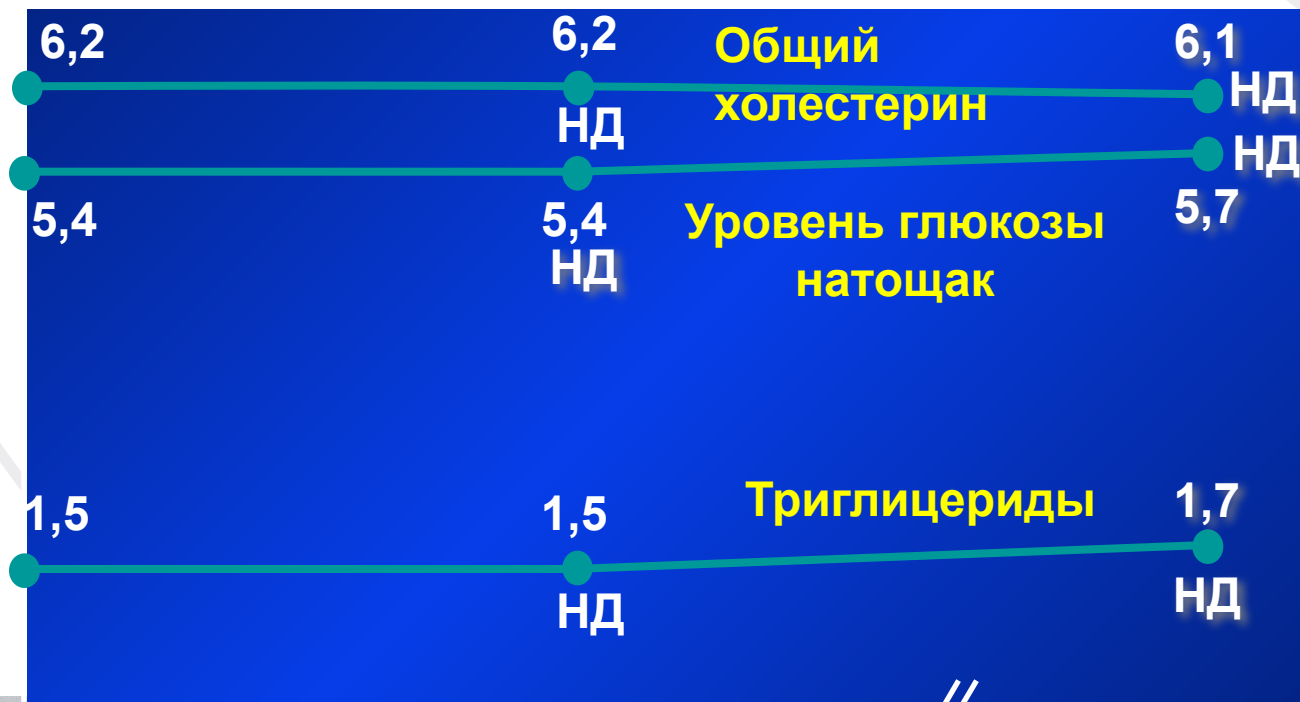 6,2
6,2
Общий
холестерин
6,1
НД
НД
НД
5,4
5,4
НД
Уровень глюкозы
натощак
5,7
1,5
1,5
Триглицериды
1,7
НД
НД
//